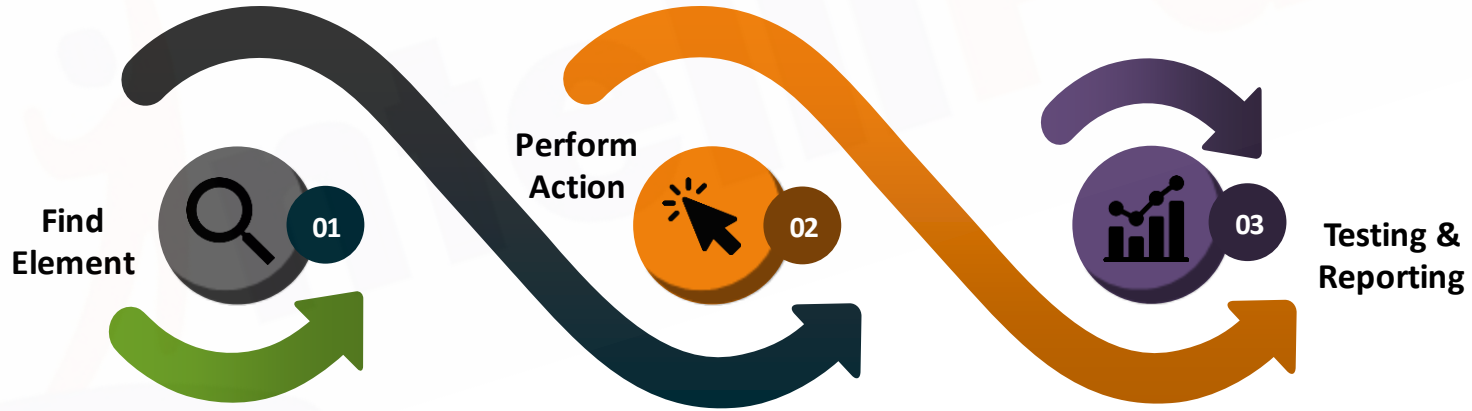 Find
Element
01
Perform
Action
02
03
Testing &
Reporting